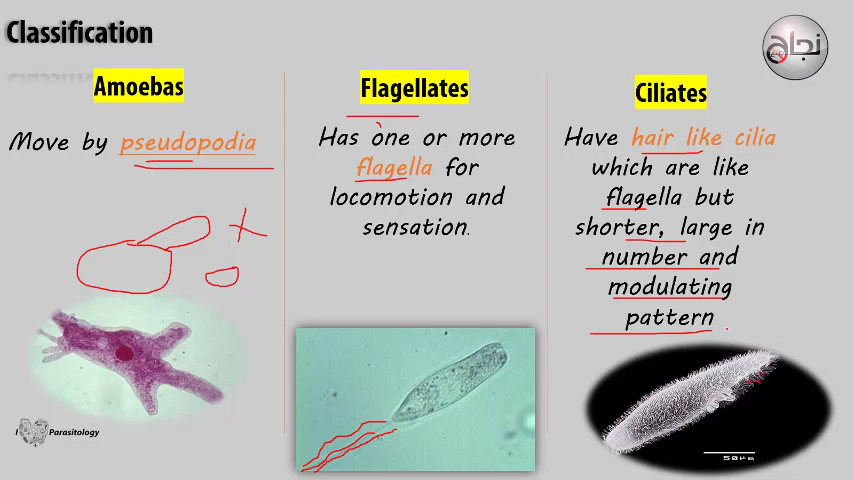 Classification
نجاح
Amoebas
Move by pseudopodia
Flagellates
Has one or more
flagella for
locomotion and
sensation.
Ciliates
Have hair like cilia
which are like
flagella but
shorter, large in
number and
modulating
pattern
I Parasitology
50µm